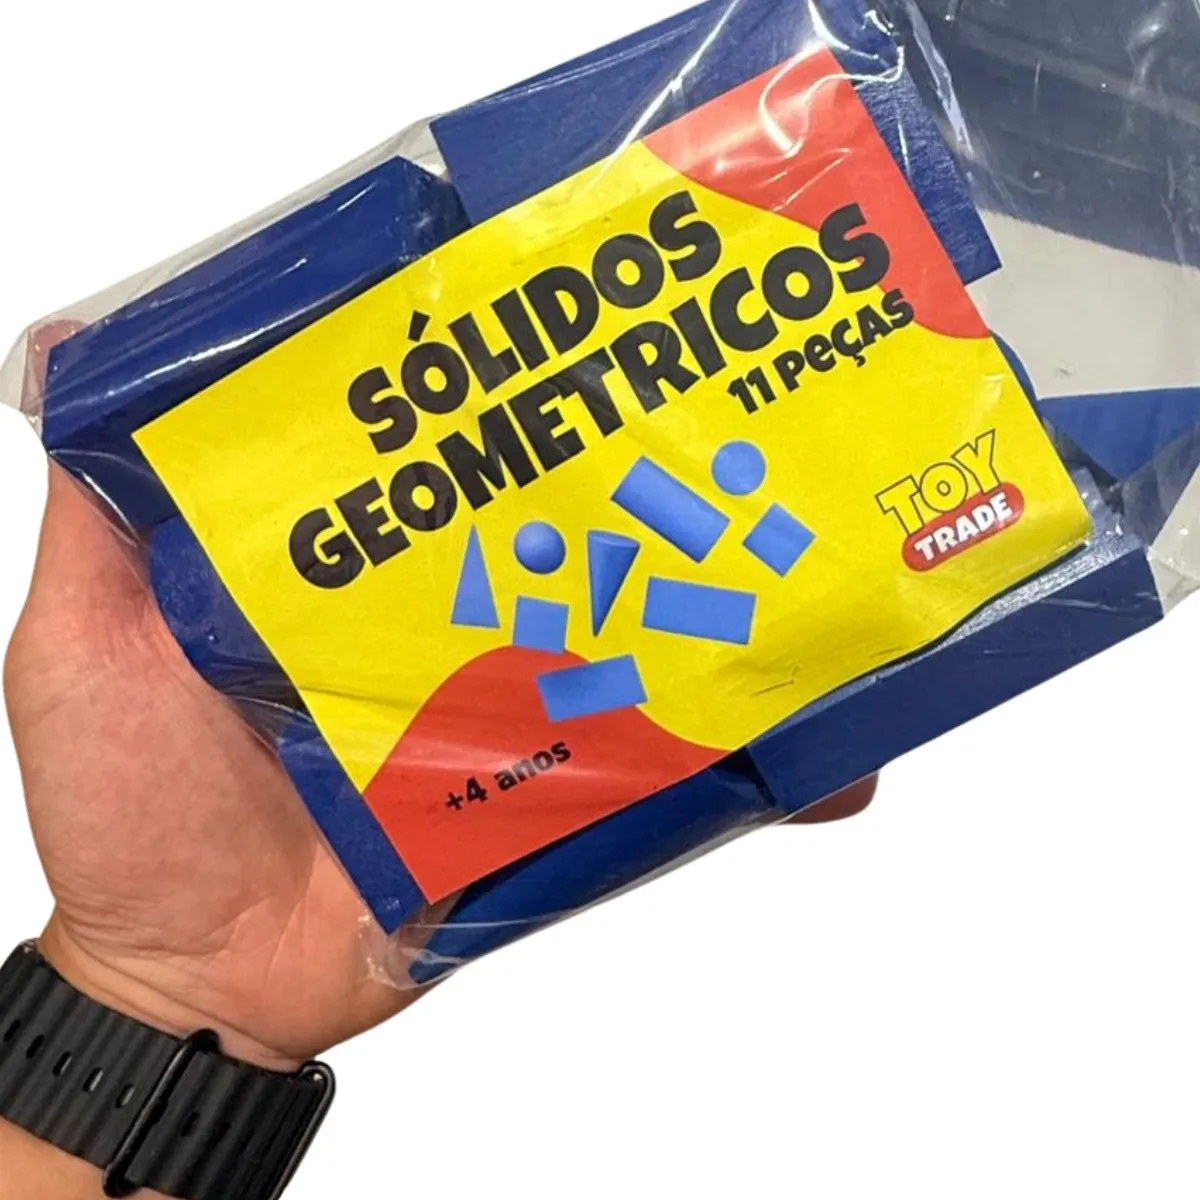 SÓLIDOS
GEOMETRICOS
11 peças
TOY
TRADE
+4 anos